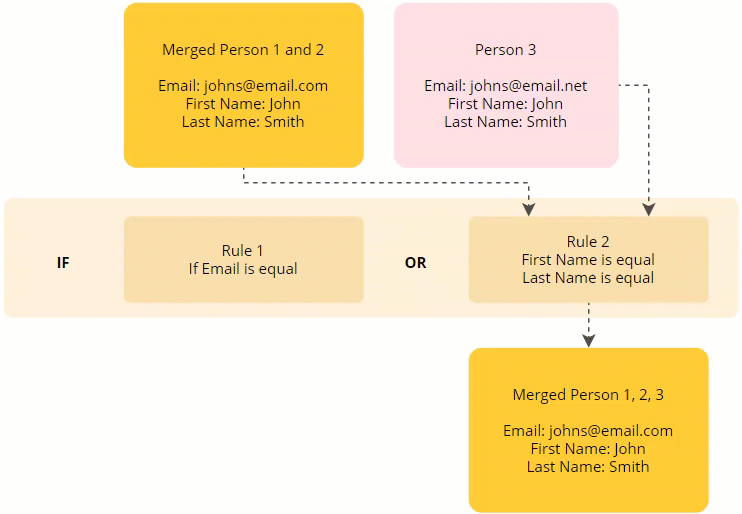 Merged Person 1 and 2
Email: johns@email.com
First Name: John
Last Name: Smith
Person 3
Email: johns@email.net
First Name: John
Last Name: Smith
IF
Rule 1
If Email is equal
OR
Rule 2
First Name is equal
Last Name is equal
Merged Person 1, 2, 3
Email: johns@email.com
First Name: John
Last Name: Smith